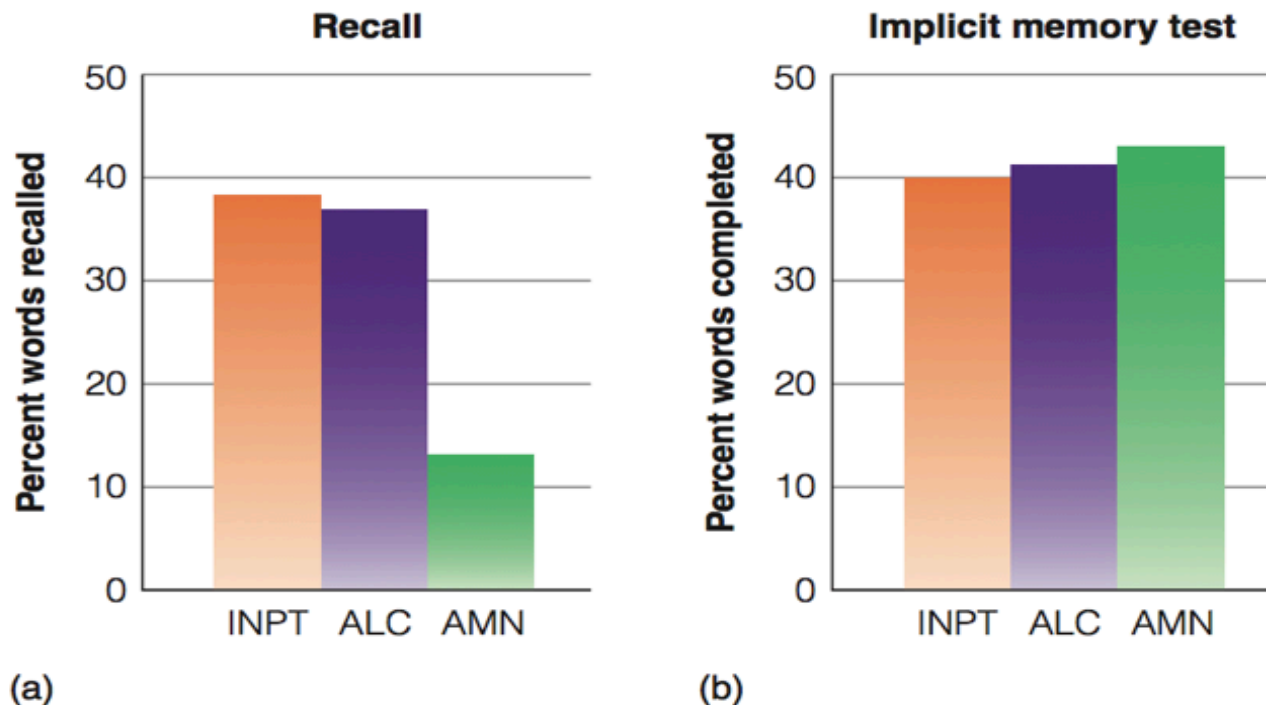 Recall
Percent words recalled
50
40
30
20
10
0
INPT ALC AMN
(a)
Implicit memory test
Percent words completed
50
40
30
20
10
0
INPT ALC AMN
(b)